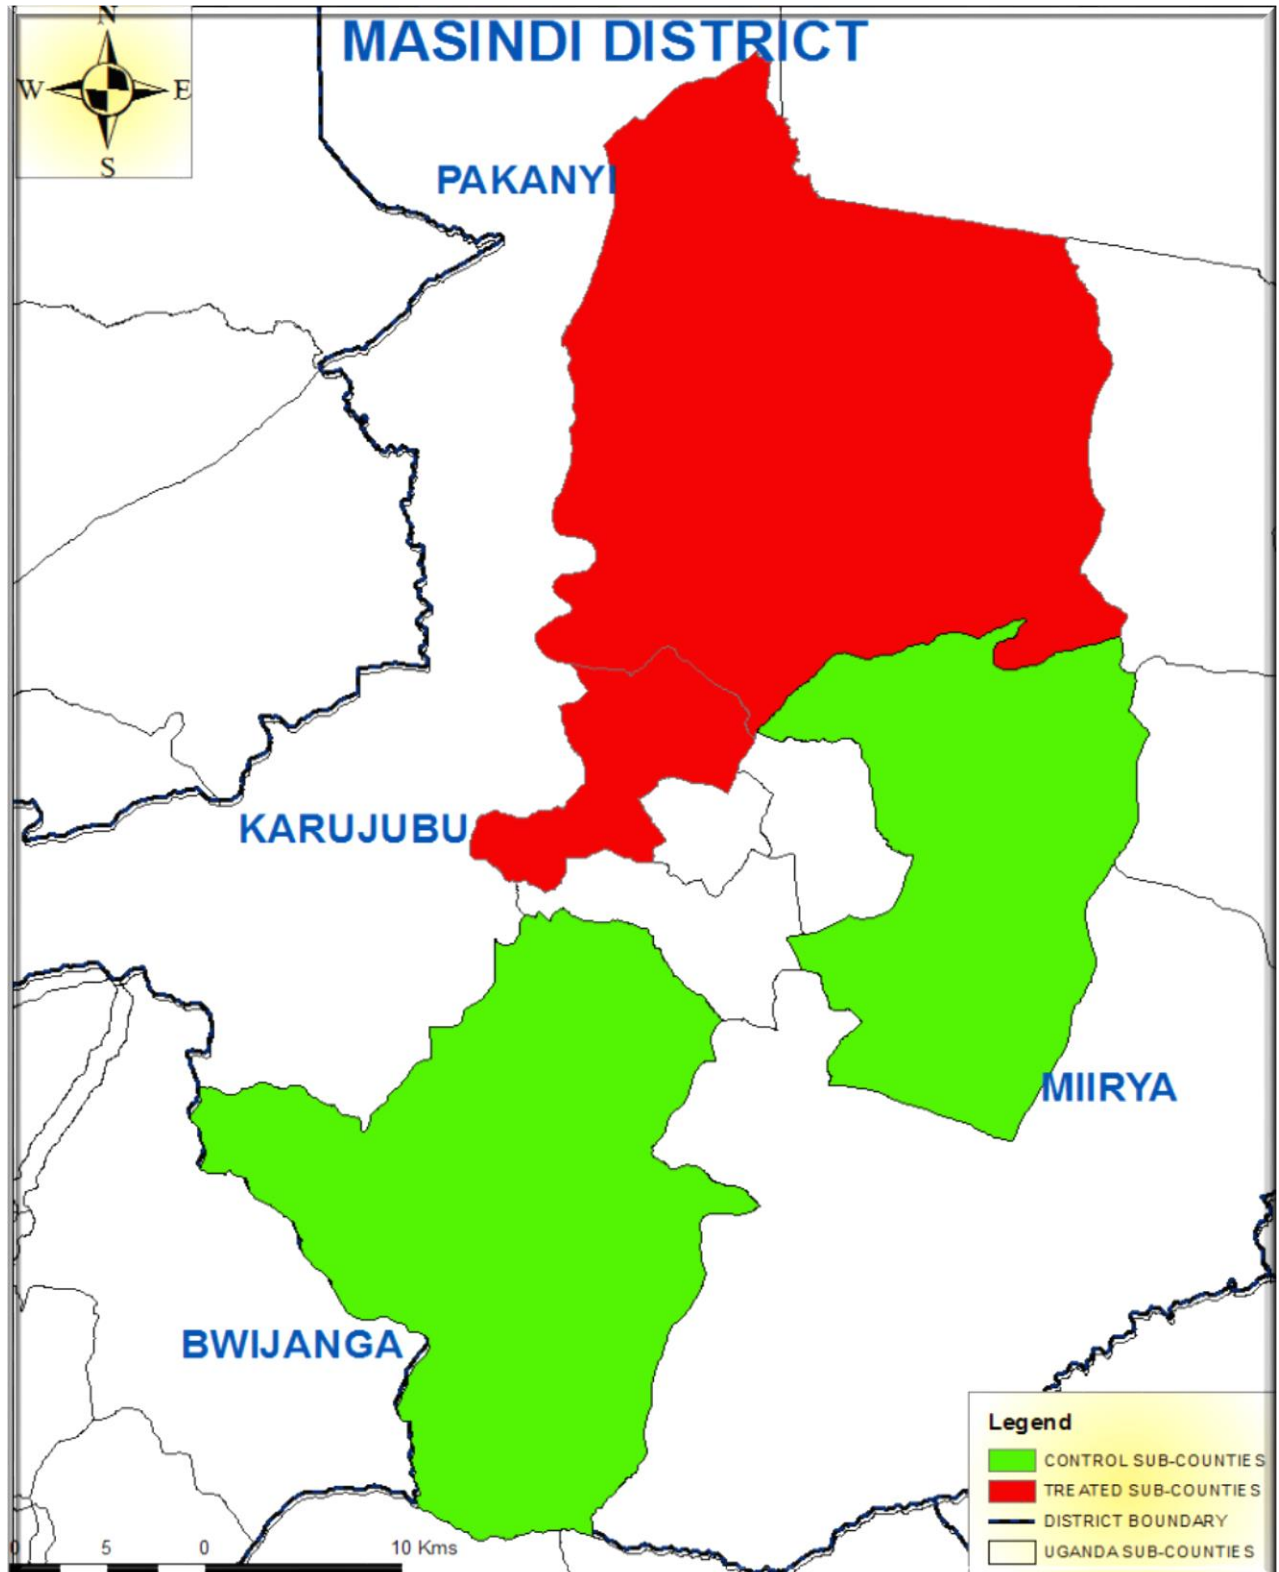 N
MASINDI DISTRICT
W E
S
PAKANYI
KARUJUBU
MIIRYA
BWIJANGA
Legend
CONTROL SUB-COUNTIES
TREATED SUB-COUNTIES
DISTRICT BOUNDARY
UGANDA SUB-COUNTIES
0 5 0 10 Kms